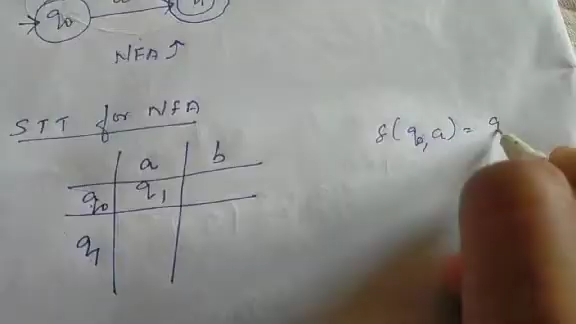 q₀
NFA
STT for NFA
δ(q₀,a) = q
a b
q₀ q₁
q₁